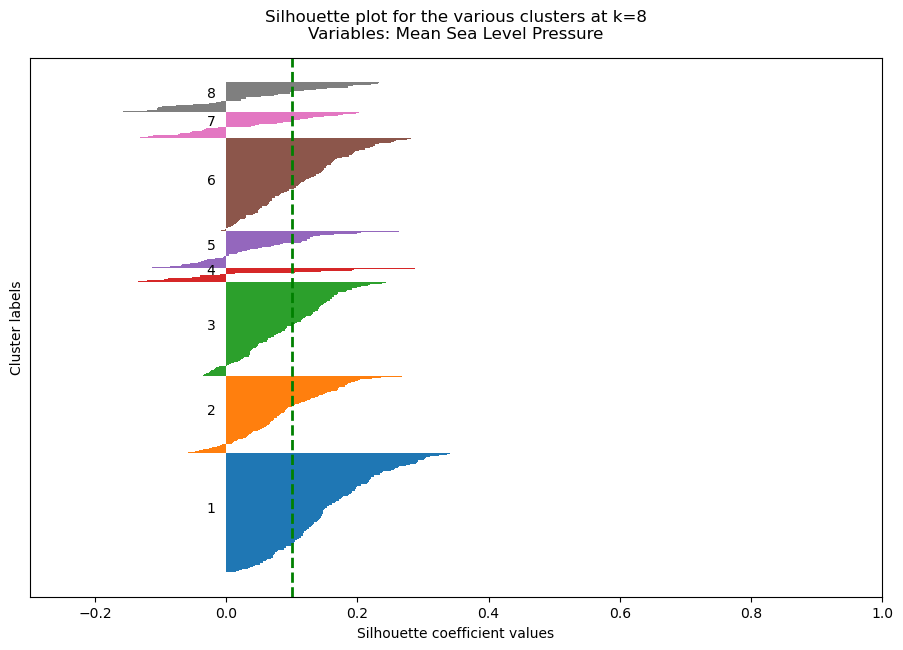 Silhouette plot for the various clusters at k=8
Variables: Mean Sea Level Pressure
8
7
6
5
4
3
2
1
Cluster labels
−0.2 0.0 0.2 0.4 0.6 0.8 1.0
Silhouette coefficient values